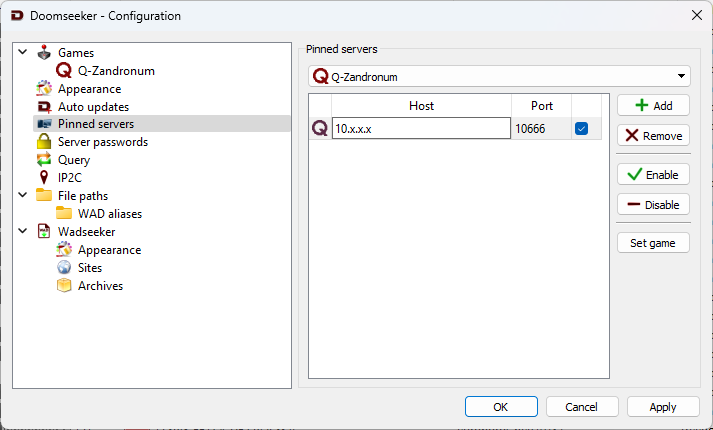 Doomseeker - Configuration
Games
Q-Zandronum
Appearance
Auto updates
Pinned servers
Server passwords
Query
IP2C
File paths
WAD aliases
Wadseeker
Appearance
Sites
Archives
Pinned servers
Q-Zandronum
Host Port
10.x.x.x 10666
Add
Remove
Enable
Disable
Set game
OK Cancel Apply